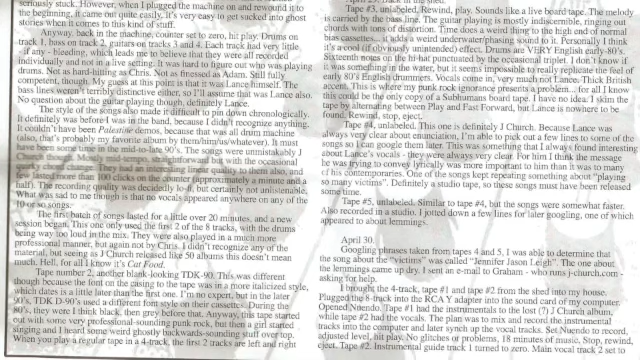 seriously stuck. However, when I plugged the machine on and rewound it to
the beginning, it came out quite easily. It's very easy to get sucked into ghost
stories when it comes to this kind of stuff.
Anyway, back in the machine, counter set to zero, hit play. Drums on
track 1, bass on track 2, guitars on tracks 3 and 4. Each track had very little
- if any - bleeding, which leads me to believe that they were all recorded
individually and not in a live setting. It was hard to figure out who was playing
drums. Not as hard-hitting as Chris. Not as finessed as Adam. Still fully
competent, though. My guess at this point is that it was Lance himself. The
bass lines weren't terribly distinctive either, so I'll assume that was Lance also.
No question about the guitar playing though, definitely Lance.
The style of the songs also made it difficult to pin down chronologically.
It definitely was before I was in the band, because I didn't recognize anything.
It couldn't have been Palestine demos, because that was all drum machine
(also, that's probably my favorite album by them/him/us/whatever). It must
have been some time in the mid-to-late 90's. The songs were unmistakably J
Church though. Mostly mid-tempo, straightforward, but with the occasional
quirky chord change. They had an interesting linear quality to them also, and
few lasted more than 100 clicks on the counter (approximately a minute and a
half). The recording quality was decidedly lo-fi, but certainly not unlistenable.
What was sad to me though is that no vocals appeared anywhere on any of the
10-or-so songs.
The first batch of songs lasted for a little over 20 minutes, and a new
session began. This one only used the first 2 of the 8 tracks, with the drums
being way too loud in the mix. They were also played in a much more
professional manner, but again not by Chris. I didn't recognize any of the
material, but seeing as J Church released like 50 albums this doesn't mean
much. Hell, for all I know it's Cat Food.
Tape number 2, another blank-looking TDK-90. This was different
though because the font on the casing to the tape was in a more italicized style,
which dates is a little later than the first one. I'm no expert, but in the later
90's, TDK D-90's used a different font style on their cassettes. During the
80's, they were I think black, then grey before that. Anyway, this tape started
out with some very professional-sounding punk rock, but then a girl started
singing and I heard some weird ghostly backwards-sounding stuff over top.
When you play a regular tape in a 4-track, the first 2 tracks are left and right
Tape #3, unlabeled, Rewind, play. Sounds like a live board tape. The melody
is carried by the bass line. The guitar playing is mostly indiscernible, ringing out
chords with tons of distortion. Time does a weird thing to the high end of normal
bias cassettes...it adds a weird underwater/phasing sound to it. Personally I think
it's a cool (if obviously unintended) effect. Drums are VERY English early-80's.
Sixteenth notes on the hi-hat punctuated by the occasional triplet. I don't know if
it was something in the water, but it seems impossible to really replicate the feel of
early 80's English drummers. Vocals come in, very much not Lance. Thick British
accent. This is where my punk rock ignorance presents a problem...for all I know
this could be the only copy of a Subhumans board tape. I have no idea. I skim the
tape by alternating between Play and Fast Forward, but Lance is nowhere to be
found. Rewind, stop, eject.
Tape #4, unlabeled. This one is definitely J Church. Because Lance was
always very clear about enunciation, I'm able to pick out a few lines to some of the
songs so I can google them later. This was something that I always found interesting
about Lance's vocals - they were always very clear. For him I think the message
he was trying to convey lyrically was more important to him than it was to many
of his contemporaries. One of the songs kept repeating something about "playing
so many victims". Definitely a studio tape, so these songs must have been released
some time.
Tape #5, unlabeled. Similar to tape #4, but the songs were somewhat faster.
Also recorded in a studio. I jotted down a few lines for later googling, one of which
appeared to about lemmings.
April 30.
Googling phrases taken from tapes 4 and 5, I was able to determine that
the song about the "victims" was called "Jennifer Jason Leigh". The one about
the lemmings came up dry. I sent an e-mail to Graham - who runs j-church.com -
asking for help.
I brought the 4-track, tape #1 and tape #2 from the shed into my house.
Plugged the 8-track into the RCA Y adapter into the sound card of my computer.
Opened Nuendo. Tape #1 had the instrumentals to the lost (?) J Church album,
while tape #2 had the vocals. The plan was to mix and record the instrumental
tracks into the computer and later synch up the vocal tracks. Set Nuendo to record,
adjusted level, hit play. No glitches or problems, 18 minutes of music. Stop, rewind,
eject. Tape #2. Instrumental guide track 1 turned to zero. Main vocal track 2 set to